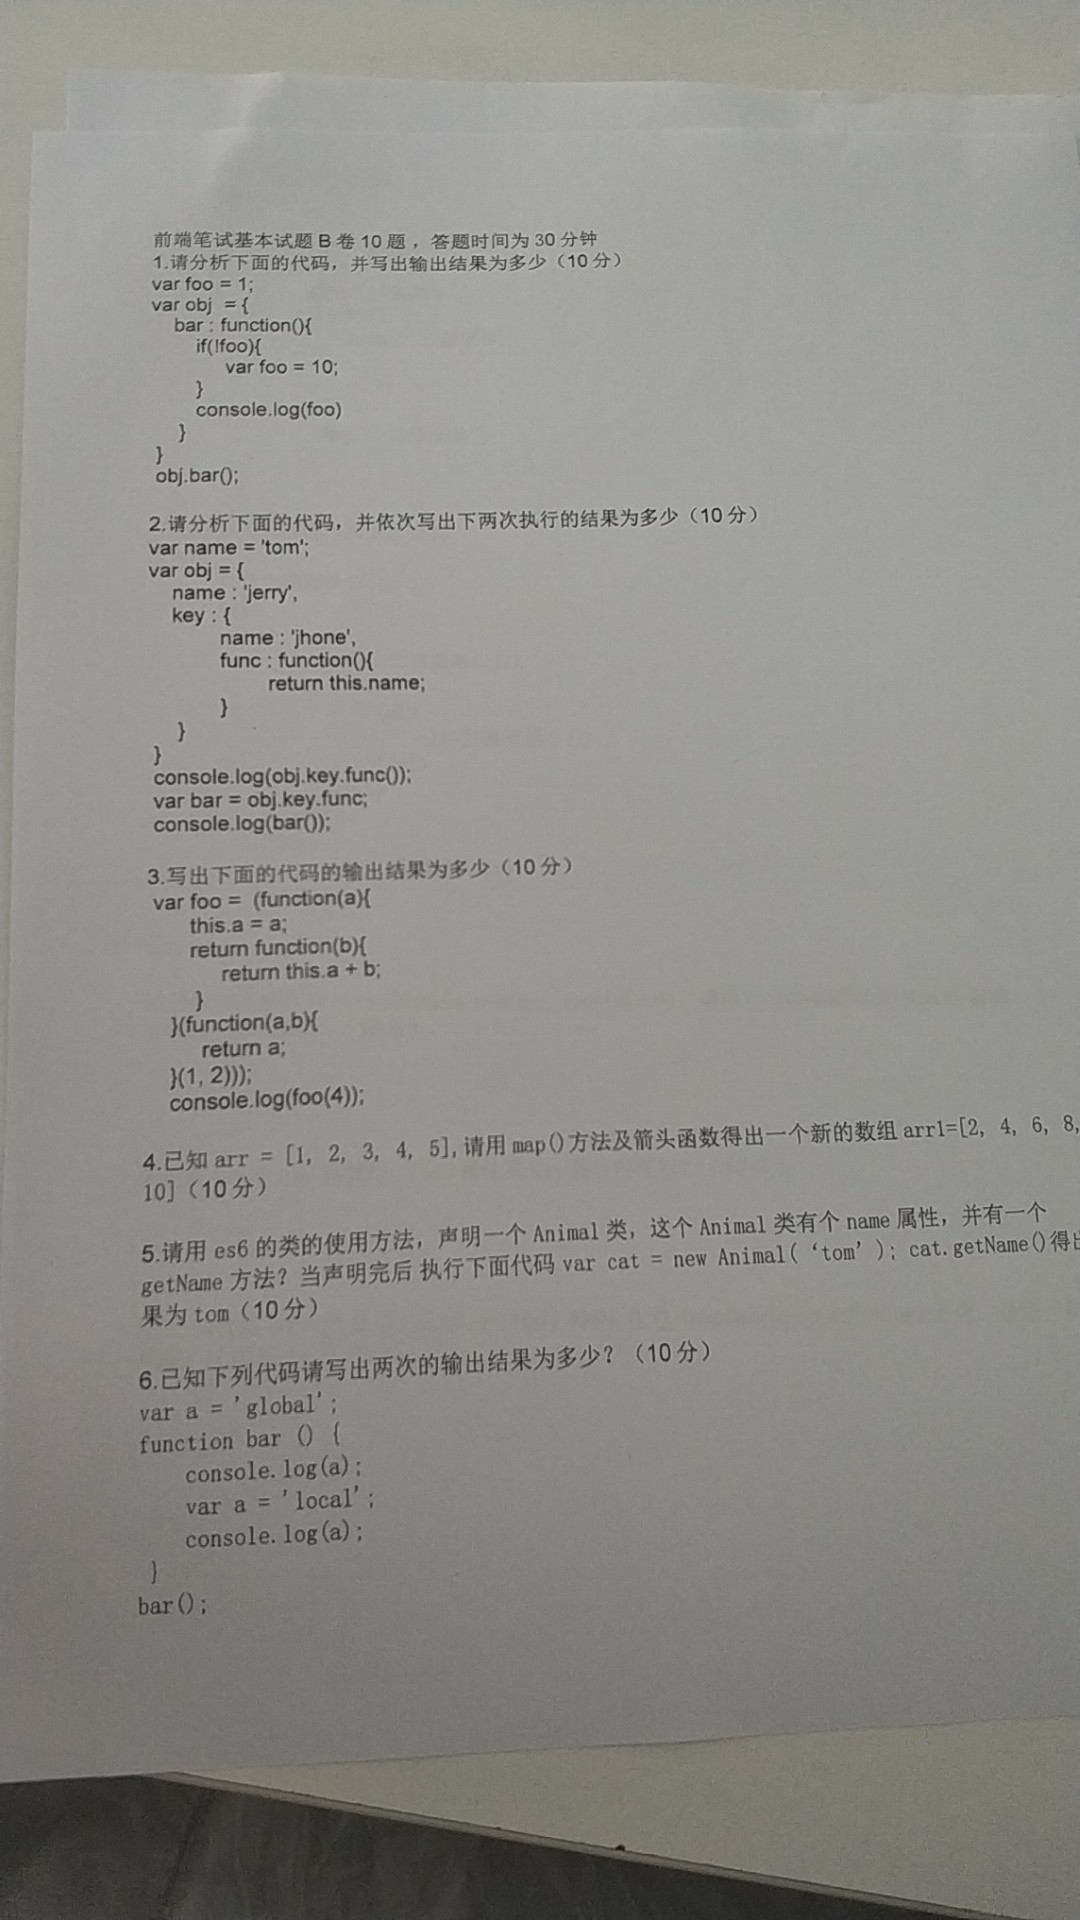 前端笔试基本试题 B 卷 10 题，答题时间为 30 分钟
1.请分析下面的代码，并写出输出结果为多少（10 分）
var foo = 1;
var obj = {
bar : function(){
if(!foo){
var foo = 10;
}
console.log(foo)
}
}
obj.bar();
2.请分析下面的代码，并依次写出下两次执行的结果为多少（10 分）
var name = 'tom';
var obj = {
name : 'jerry',
key : {
name : 'jhone',
func : function(){
return this.name;
}
}
}
console.log(obj.key.func());
var bar = obj.key.func;
console.log(bar());
3.写出下面的代码的输出结果为多少（10 分）
var foo = (function(a){
this.a = a;
return function(b){
return this.a + b;
}
}(function(a,b){
return a;
}(1, 2)));
console.log(foo(4));
4.已知 arr = [1, 2, 3, 4, 5],请用 map()方法及箭头函数得出一个新的数组 arr1=[2, 4, 6, 8,
10]（10 分）
5.请用 es6 的类的使用方法，声明一个 Animal 类，这个 Animal 类有个 name 属性，并有一个
getName 方法？当声明完后 执行下面代码 var cat = new Animal( ‘tom’ ); cat.getName()得出
果为 tom（10 分）
6.已知下列代码请写出两次的输出结果为多少？（10 分）
var a = 'global';
function bar () {
console.log(a);
var a = 'local';
console.log(a);
}
bar();